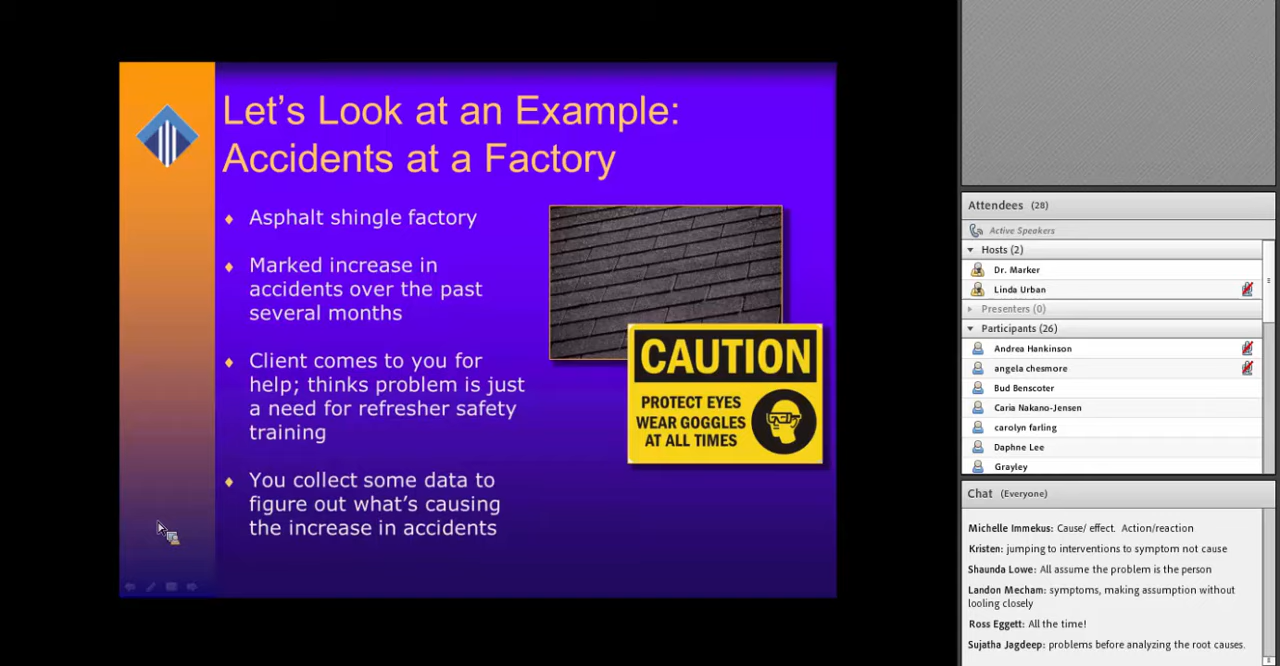 Let's Look at an Example:
Accidents at a Factory
Asphalt shingle factory
Marked increase in
accidents over the past
several months
Client comes to you for
help; thinks problem is just
a need for refresher safety
training
You collect some data to
figure out what's causing
the increase in accidents
CAUTION
PROTECT EYES
WEAR GOGGLES
AT ALL TIMES
Attendees (28)
Active Speakers
Hosts (2)
Dr. Marker
Linda Urban
Presenters (0)
Participants (26)
Andrea Hankinson
angela chesmore
Bud Benscoter
Caria Nakano-Jensen
carolyn farling
Daphne Lee
Grayley
Chat (Everyone)
Michelle Immekus: Cause/ effect. Action/reaction
Kristen: jumping to interventions to symptom not cause
Shaunda Lowe: All assume the problem is the person
Landon Mecham: symptoms, making assumption without
looling closely
Ross Eggett: All the time!
Sujatha Jagdeep: problems before analyzing the root causes.